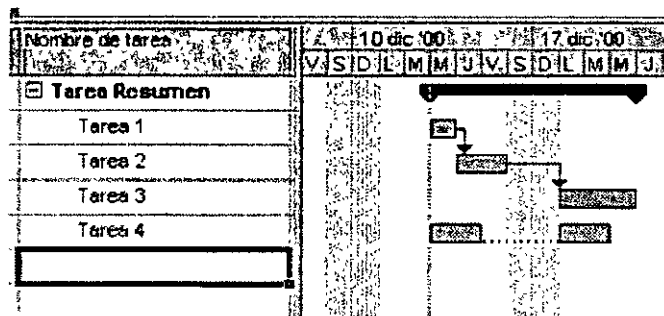 Nombre de tarea
10 dic '00 17 dic '00
V S D L M M J V S D L M M J
Tarea Resumen
Tarea 1
Tarea 2
Tarea 3
Tarea 4